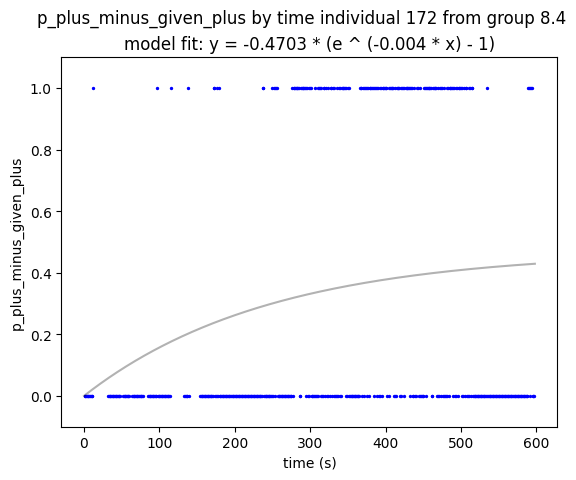 p_plus_minus_given_plus by time individual 172 from group 8.4
model fit: y = -0.4703 * (e ^ (-0.004 * x) - 1)
1.0
0.8
0.6
0.4
0.2
0.0
p_plus_minus_given_plus
0 100 200 300 400 500 600
time (s)